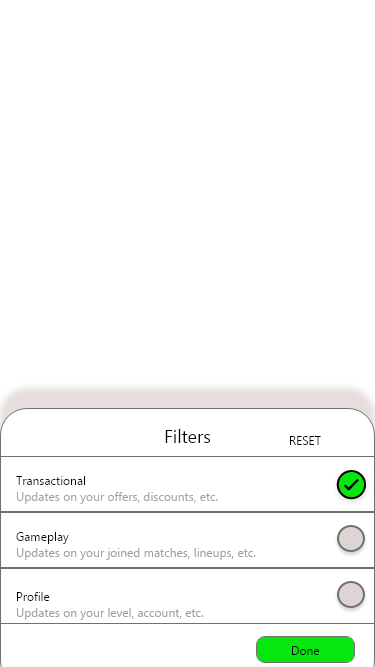 Filters
RESET
Transactional
Updates on your offers, discounts, etc.
Gameplay
Updates on your joined matches, lineups, etc.
Profile
Updates on your level, account, etc.
Done